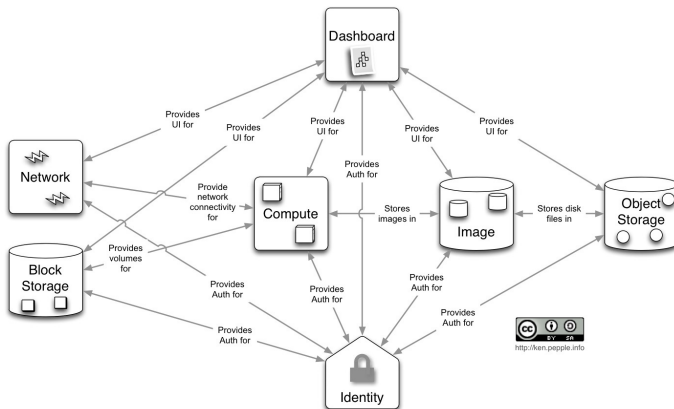 Dashboard
Provides
UI for
Provides
UI for
Provides
UI for
Provides
UI for
Provides
UI for
Provides
Auth for
Network
Provide
network
connectivity
for
Compute
Stores
images in
Image
Stores disk
files in
Object
Storage
Block
Storage
Provides
volumes
for
Provides
Auth for
Provides
Auth for
Provides
Auth for
Provides
Auth for
Provides
Auth for
Identity
cc
BY SA
http://ken.pepple.info